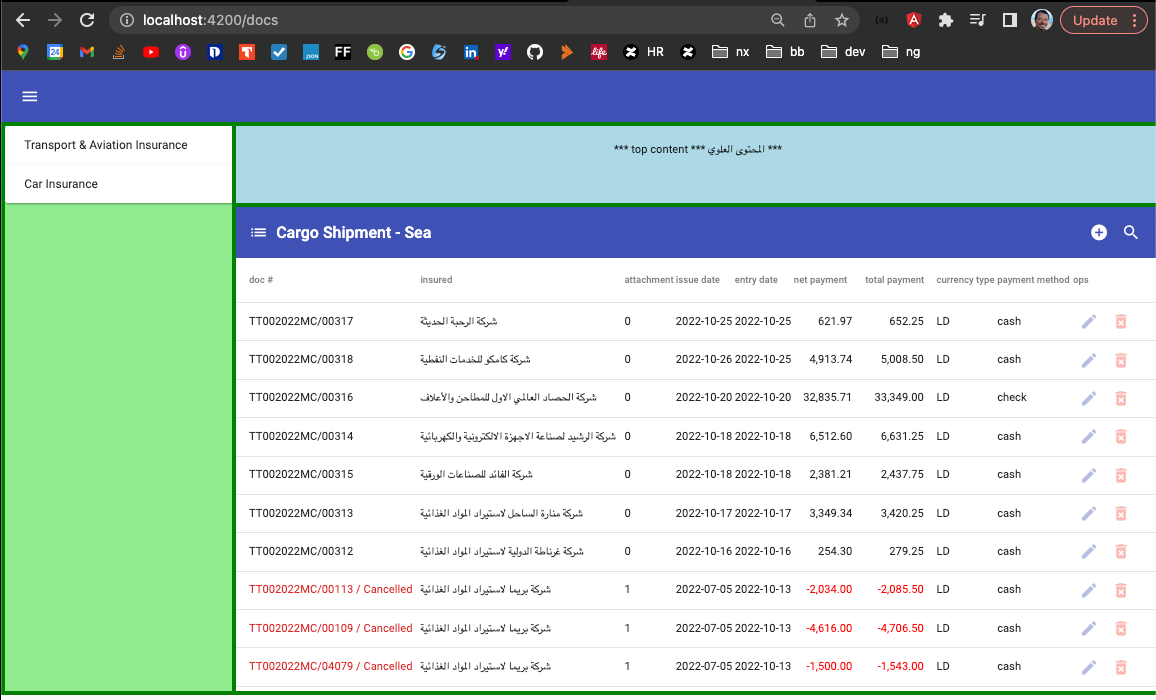 localhost:4200/docs
Update
24
FF
HR
nx
bb
dev
ng
Transport & Aviation Insurance
Car Insurance
*** top content *** المحتوى العلوي ***
Cargo Shipment - Sea
doc # insured attachment issue date entry date net payment total payment currency type payment method ops
TT002022MC/00317 شركة الرحبة الحديثة 0 2022-10-25 2022-10-25 621.97 652.25 LD cash
TT002022MC/00318 شركة كامكو للخدمات النفطية 0 2022-10-26 2022-10-25 4,913.74 5,008.50 LD cash
TT002022MC/00316 شركة الحصاد العالمي الاول للمطاحن والأعلاف 0 2022-10-20 2022-10-20 32,835.71 33,349.00 LD check
TT002022MC/00314 شركة الرشيد لصناعة الاجهزة الالكترونية والكهربائية 0 2022-10-18 2022-10-18 6,512.60 6,631.25 LD cash
TT002022MC/00315 شركة الفائد للصناعات الورقية 0 2022-10-18 2022-10-18 2,381.21 2,437.75 LD cash
TT002022MC/00313 شركة منارة الساحل لاستيراد المواد الغذائية 0 2022-10-17 2022-10-17 3,349.34 3,420.25 LD cash
TT002022MC/00312 شركة غرناطة الدولية لاستيراد المواد الغذائية 0 2022-10-16 2022-10-16 254.30 279.25 LD cash
TT002022MC/00113 / Cancelled شركة بريما لاستيراد المواد الغذائية 1 2022-07-05 2022-10-13 -2,034.00 -2,085.50 LD cash
TT002022MC/00109 / Cancelled شركة بريما لاستيراد المواد الغذائية 1 2022-07-05 2022-10-13 -4,616.00 -4,706.50 LD cash
TT002022MC/04079 / Cancelled شركة بريما لاستيراد المواد الغذائية 1 2022-07-05 2022-10-13 -1,500.00 -1,543.00 LD cash